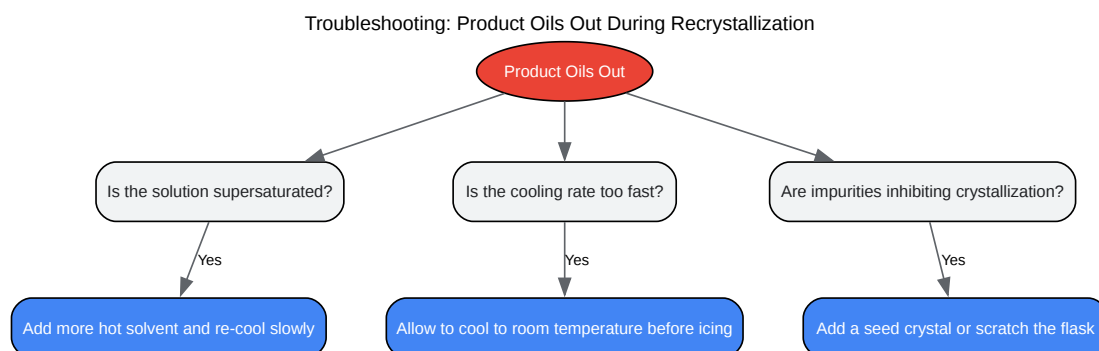 Troubleshooting: Product Oils Out During Recrystallization
Product Oils Out
Is the solution supersaturated?
Is the cooling rate too fast?
Are impurities inhibiting crystallization?
Yes
Yes
Yes
Add more hot solvent and re-cool slowly
Allow to cool to room temperature before icing
Add a seed crystal or scratch the flask